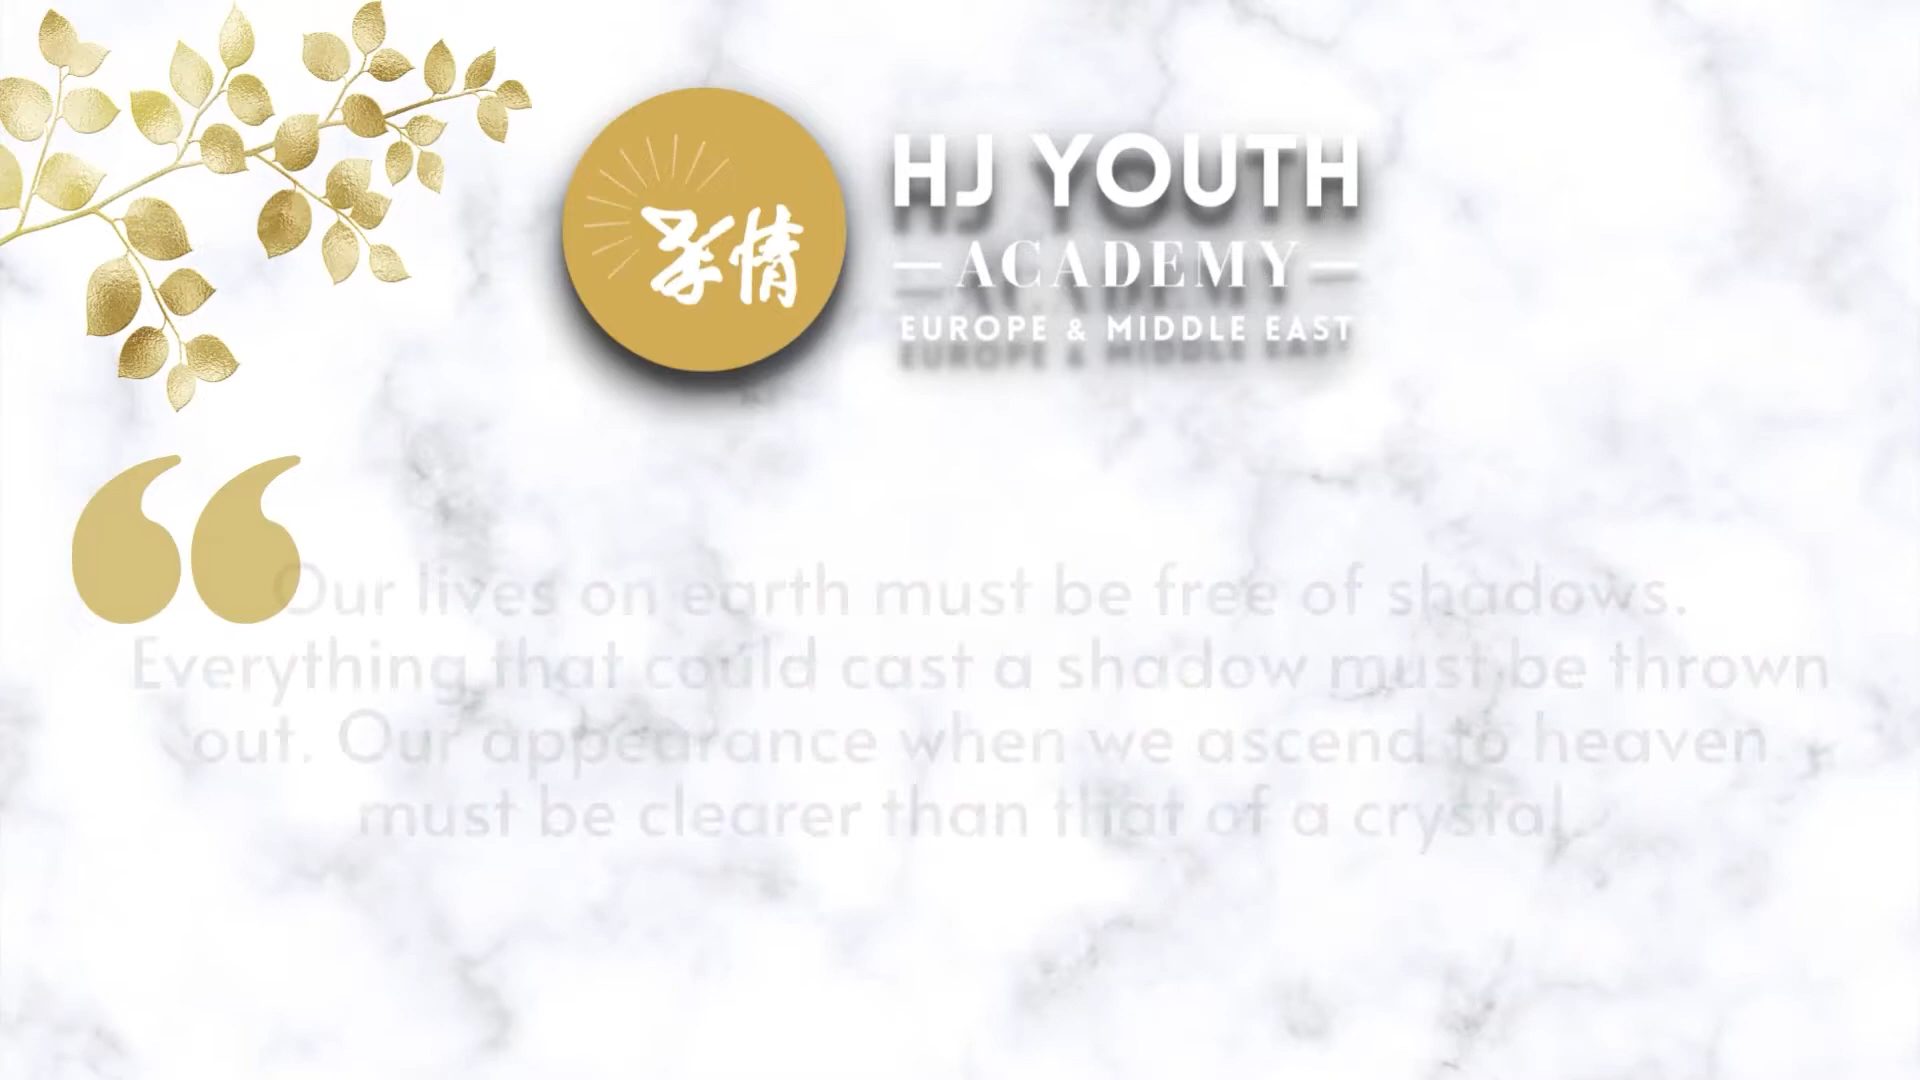 孝情
HJ YOUTH
ACADEMY
EUROPE & MIDDLE EAST
Our lives on earth must be free of shadows.
Everything that could cast a shadow must be thrown
out. Our appearance when we ascend to heaven
must be clearer than that of a crystal.